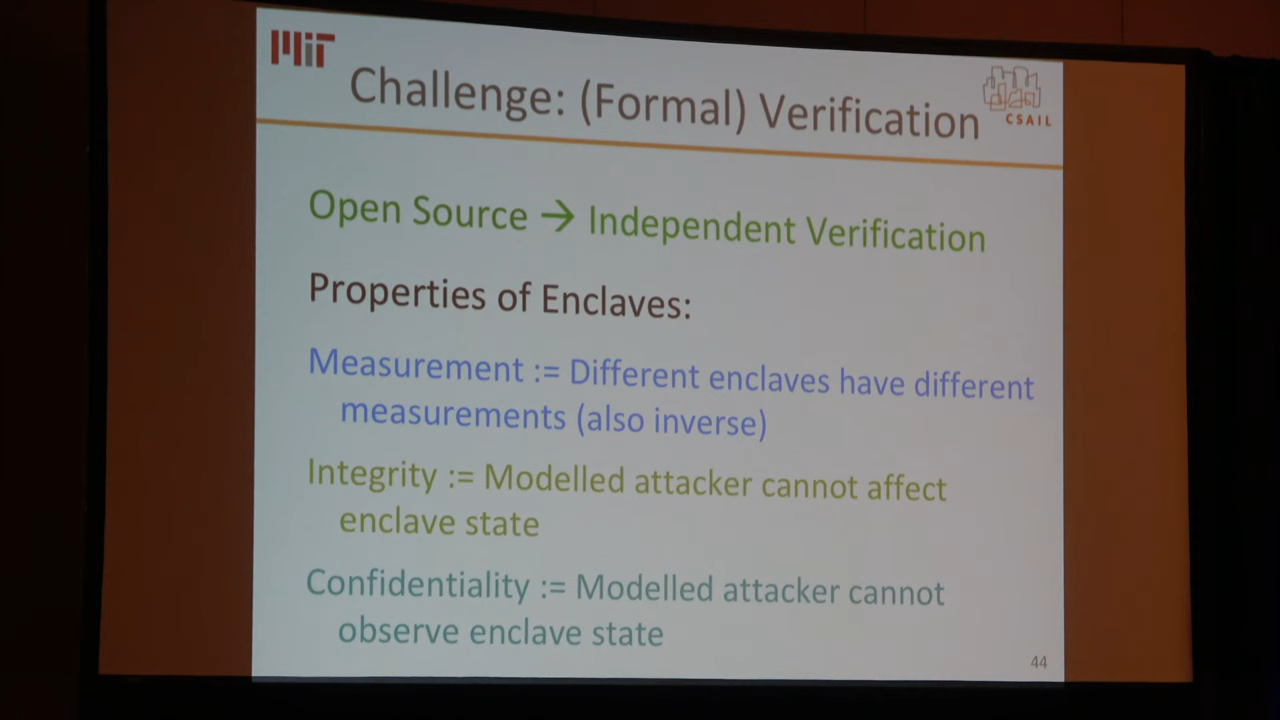 MiT
Challenge: (Formal) Verification
CSAIL
Open Source → Independent Verification
Properties of Enclaves:
Measurement := Different enclaves have different
measurements (also inverse)
Integrity := Modelled attacker cannot affect
enclave state
Confidentiality := Modelled attacker cannot
observe enclave state
44